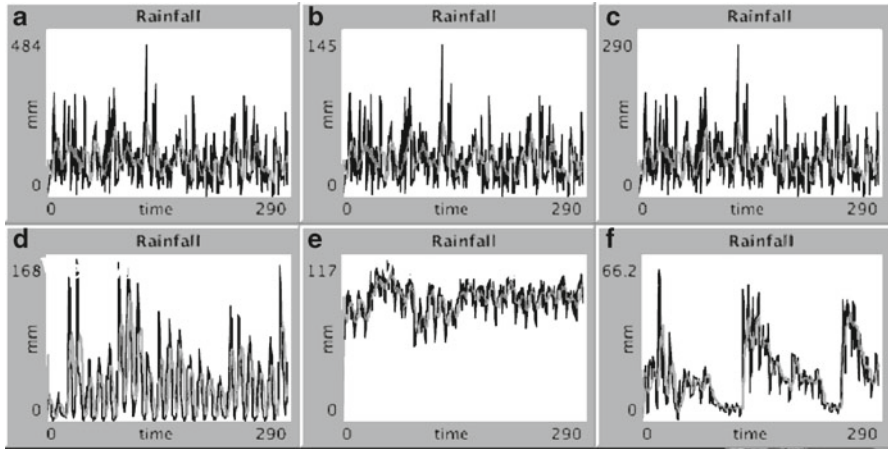 a Rainfall
484
mm
0
0 time 290
b Rainfall
145
mm
0
0 time 290
c Rainfall
290
mm
0
0 time 290
d Rainfall
168
mm
0
0 time 290
e Rainfall
117
mm
0
0 time 290
f Rainfall
66.2
mm
0
0 time 290